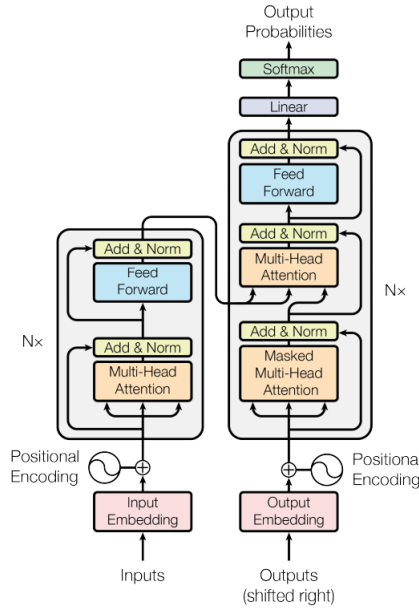 Output
Probabilities
Softmax
Linear
Add & Norm
Feed
Forward
Add & Norm
Multi-Head
Attention
Add & Norm
Masked
Multi-Head
Attention
Nx
Add & Norm
Feed
Forward
Add & Norm
Multi-Head
Attention
Nx
Positional
Encoding
Input
Embedding
Inputs
Positional
Encoding
Output
Embedding
Outputs
(shifted right)